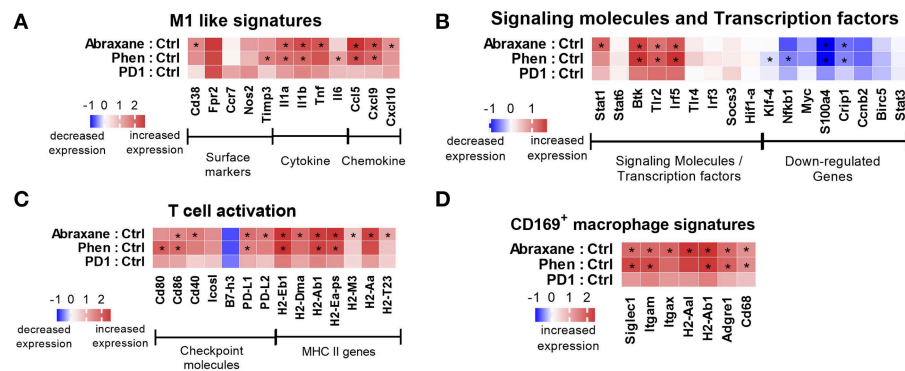 A
M1 like signatures
Abraxane : Ctrl
Phen : Ctrl
PD1 : Ctrl
* * * * * * *
* * * * * *
Cd38
Fpr2
Ccr7
Nos2
Timp3
Il1a
Il1b
Tnf
Il6
Ccl5
Cxcl9
Cxcl10
-1 0 1 2
decreased expression
increased expression
Surface markers
Cytokine
Chemokine
B
Signaling molecules and Transcription factors
Abraxane : Ctrl
Phen : Ctrl
PD1 : Ctrl
* * * * * *
* * * * * * *
Stat1
Stat6
Btk
Tlr2
Irf5
Tlr4
Irf3
Socs3
Hif1-a
Klf-4
Nfkb1
Myc
S100a4
Crip1
Ccnb2
Birc5
Stat3
-1 0 1 2
decreased expression
increased expression
Signaling Molecules / Transcription factors
Down-regulated Genes
C
T cell activation
Abraxane : Ctrl
Phen : Ctrl
PD1 : Ctrl
* * * * * * * * * * *
* * * * * *
Cd80
Cd86
Cd40
Icosl
B7-h3
PD-L1
PD-L2
H2-Eb1
H2-Dma
H2-Ab1
H2-Ea-ps
H2-M3
H2-Aa
H2-T23
-1 0 1 2
decreased expression
increased expression
Checkpoint molecules
MHC II genes
D
CD169+ macrophage signatures
Abraxane : Ctrl
Phen : Ctrl
PD1 : Ctrl
* * * * * * *
* * * * *
Siglec1
Itgam
Itgax
H2-Aal
H2-Ab1
Adgre1
Cd68
-1 0 1 2
increased expression